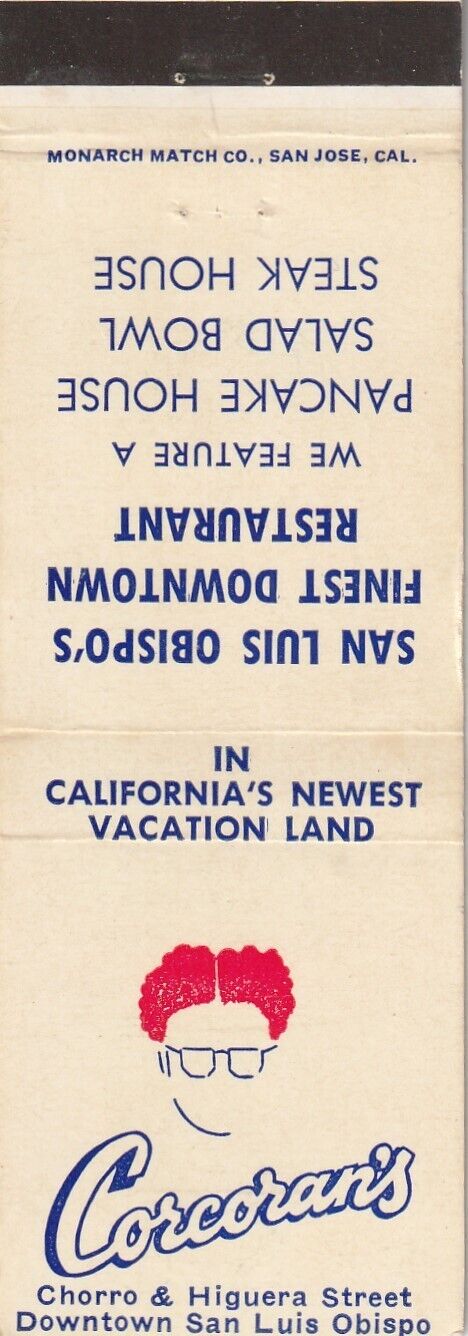 MONARCH MATCH CO., SAN JOSE, CAL.
SAN LUIS OBISPO'S
FINEST DOWNTOWN
RESTAURANT
WE FEATURE A
PANCAKE HOUSE
SALAD BOWL
STEAK HOUSE
IN
CALIFORNIA'S NEWEST
VACATION LAND
Corcoran's
Chorro & Higuera Street
Downtown San Luis Obispo